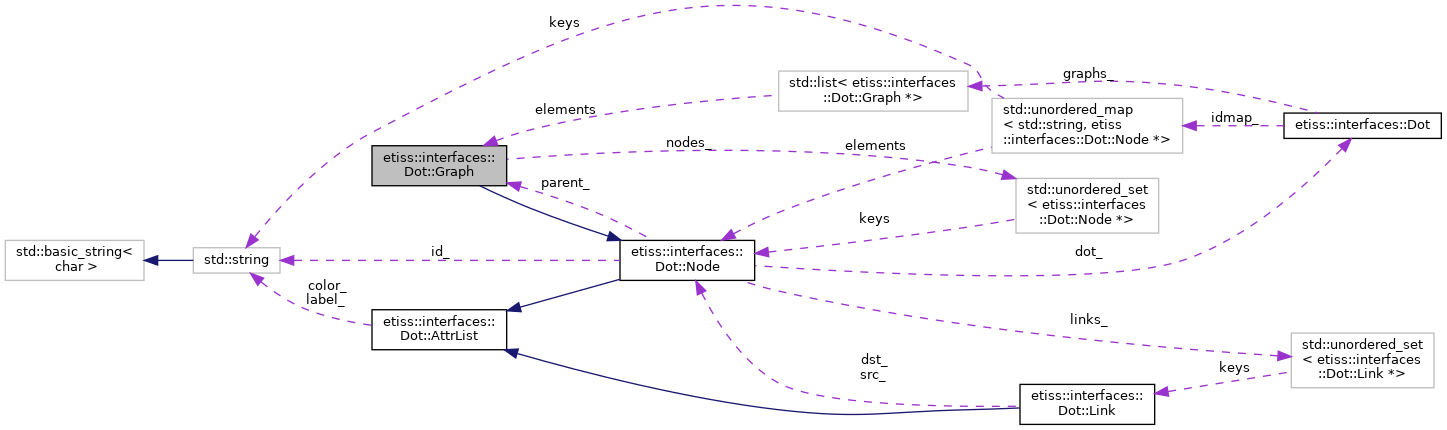 keys
graphs_
std::list< etiss::interfaces
::Dot::Graph *>
elements
std::unordered_map
< std::string, etiss
::interfaces::Dot::Node *>
idmap_
etiss::interfaces::Dot
etiss::interfaces::
Dot::Graph
nodes_
elements
parent_
std::unordered_set
< etiss::interfaces
::Dot::Node *>
keys
std::basic_string<
char >
std::string
id_
etiss::interfaces::
Dot::Node
dot_
color_
label_
etiss::interfaces::
Dot::AttrList
links_
std::unordered_set
< etiss::interfaces
::Dot::Link *>
dst_
src_
keys
etiss::interfaces::
Dot::Link